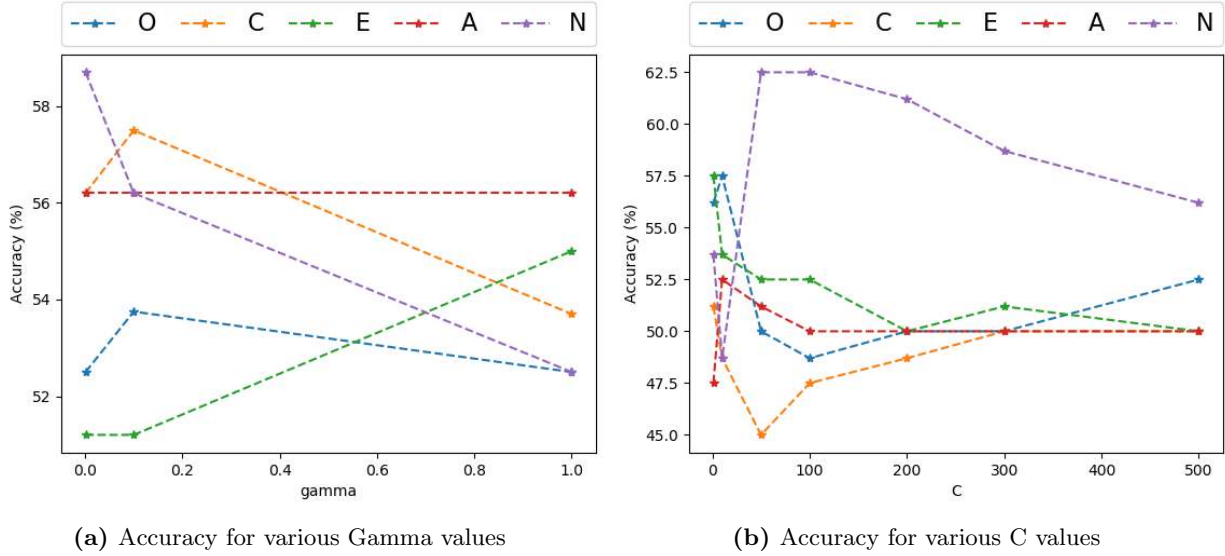 O C E A N
58
56
54
52
Accuracy (%)
0.0 0.2 0.4 0.6 0.8 1.0
gamma
(a) Accuracy for various Gamma values
O C E A N
62.5
60.0
57.5
55.0
52.5
50.0
47.5
45.0
Accuracy (%)
0 100 200 300 400 500
C
(b) Accuracy for various C values